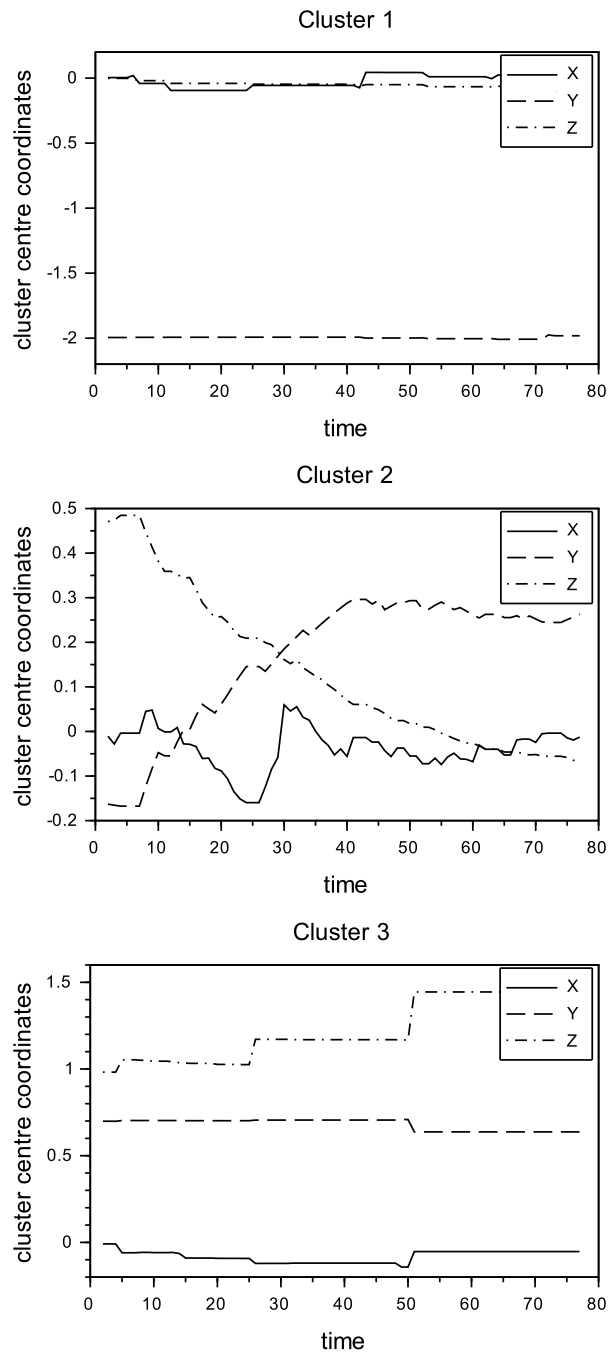 Cluster 1
cluster centre coordinates
0
-0.5
-1
-1.5
-2
X
Y
Z
0 10 20 30 40 50 60 70 80
time
Cluster 2
cluster centre coordinates
0.5
0.4
0.3
0.2
0.1
0
-0.1
-0.2
X
Y
Z
0 10 20 30 40 50 60 70 80
time
Cluster 3
cluster centre coordinates
1.5
1
0.5
0
X
Y
Z
0 10 20 30 40 50 60 70 80
time